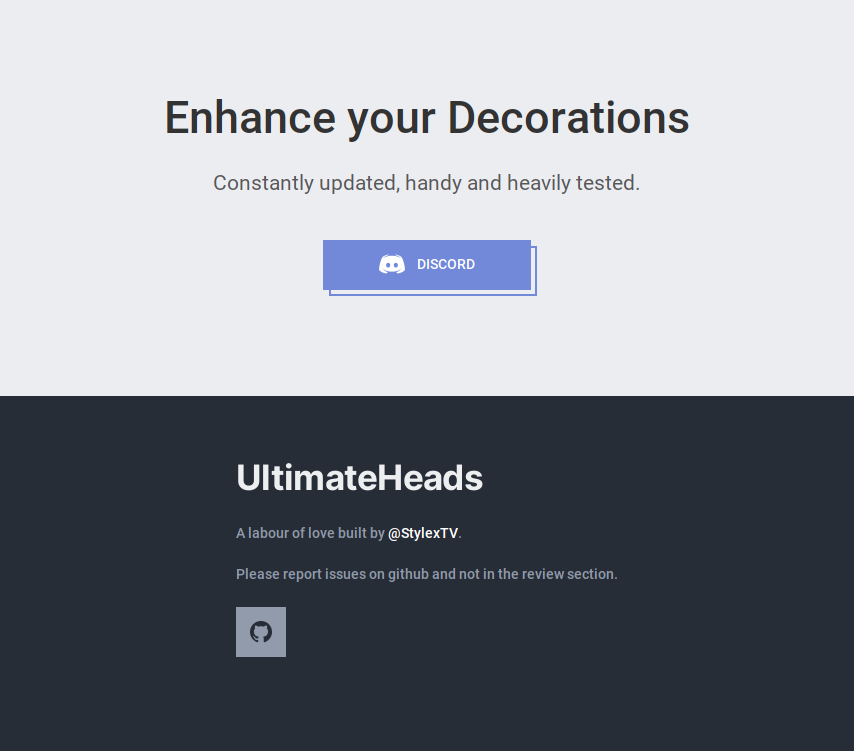 Enhance your Decorations
Constantly updated, handy and heavily tested.
DISCORD
UltimateHeads
A labour of love built by @StylexTV.
Please report issues on github and not in the review section.